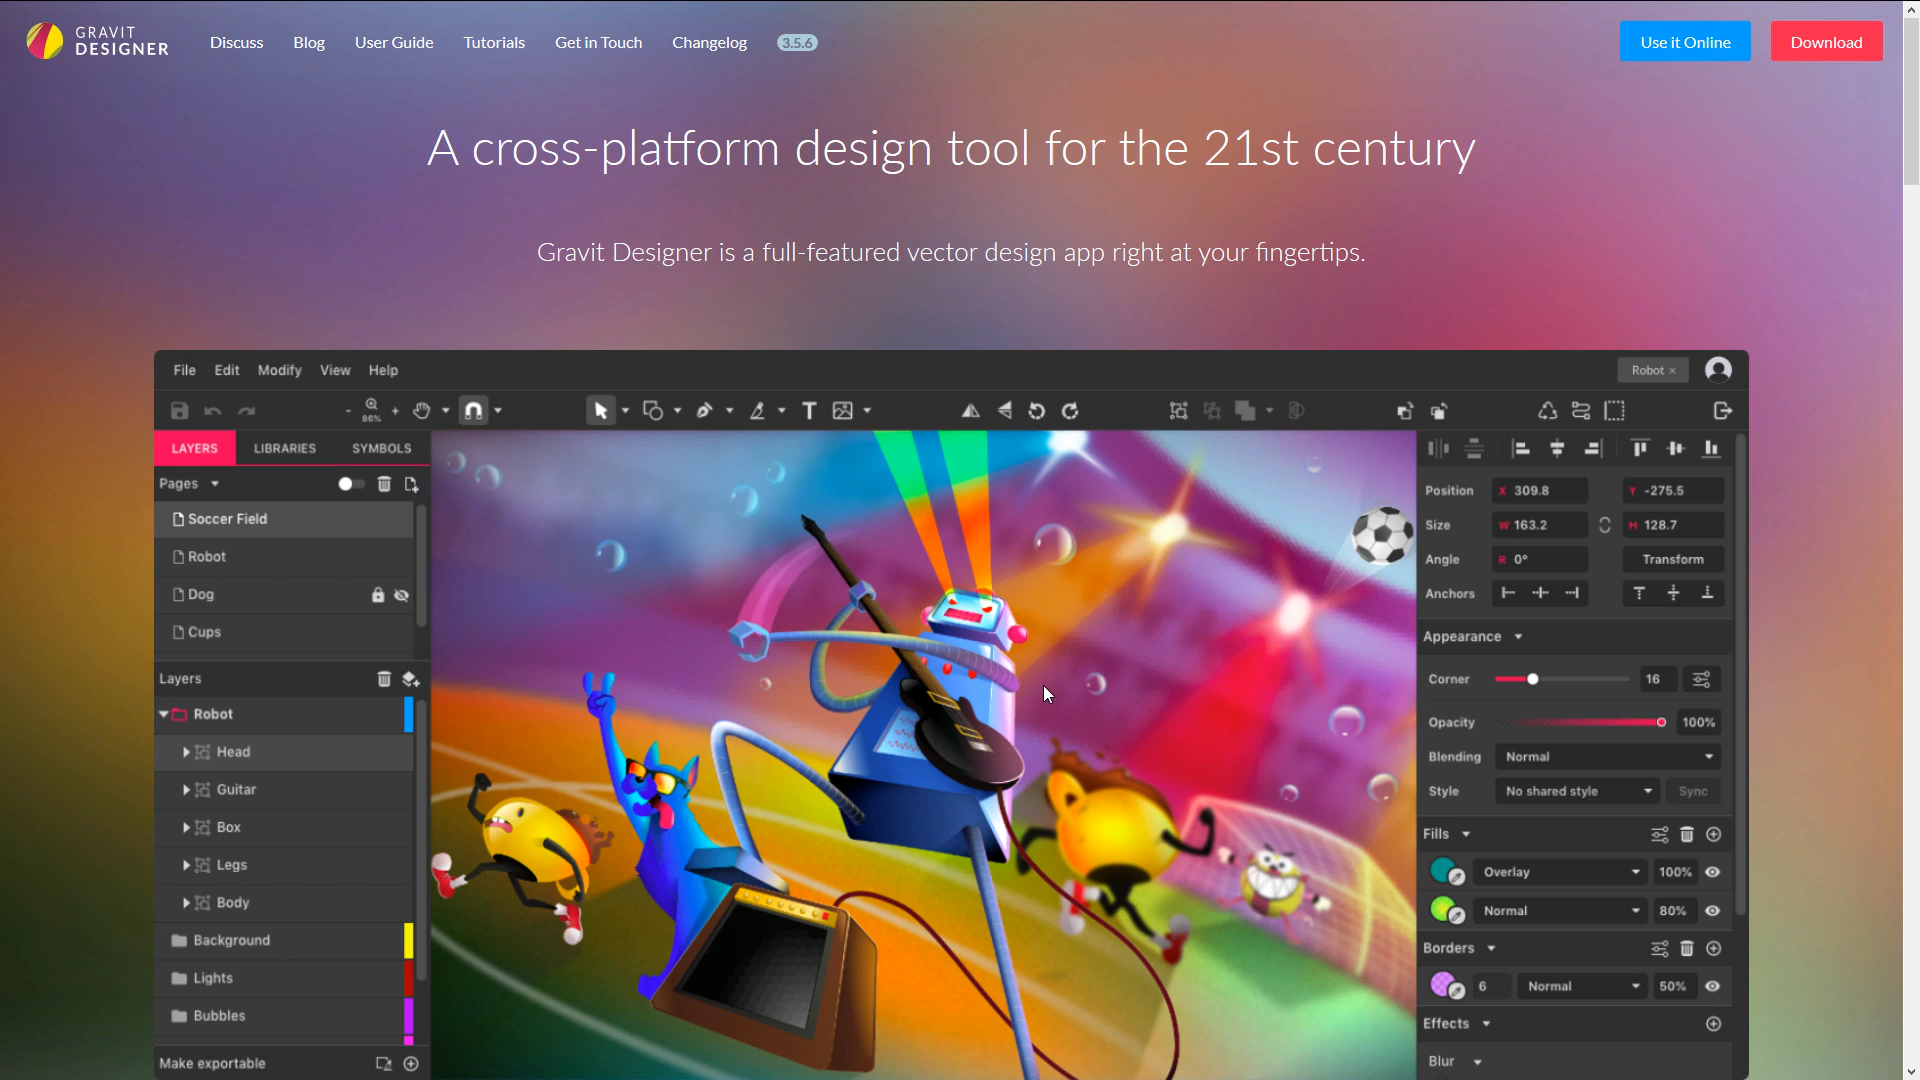 GRAVIT
DESIGNER
Discuss Blog User Guide Tutorials Get in Touch Changelog 3.5.6
Use it Online Download
A cross-platform design tool for the 21st century
Gravit Designer is a full-featured vector design app right at your fingertips.
File Edit Modify View Help
Robot ×
- 86% +
LAYERS LIBRARIES SYMBOLS
Pages
Soccer Field
Robot
Dog
Cups
Layers
Robot
Head
Guitar
Box
Legs
Body
Background
Lights
Bubbles
Make exportable
Position X 309.8 Y -275.5
Size W 163.2 H 128.7
Angle R 0° Transform
Anchors
Appearance
Corner 16
Opacity 100%
Blending Normal
Style No shared style Sync
Fills
Overlay 100%
Normal 80%
Borders
6 Normal 50%
Effects
Blur